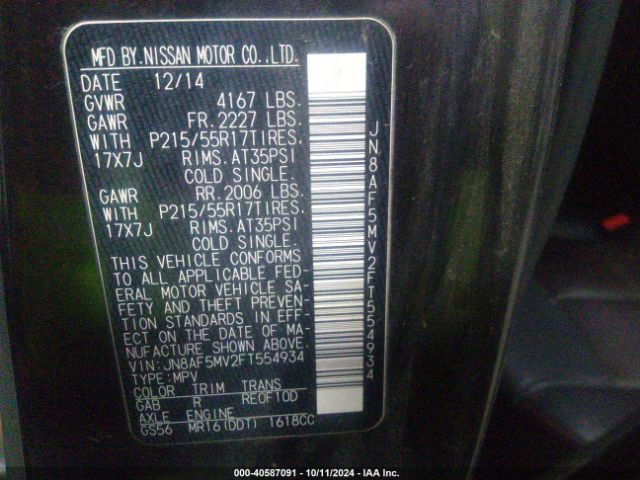 MFD BY.NISSAN MOTOR CO.,LTD.
DATE 12/14
GVWR 4167 LBS.
GAWR FR. 2227 LBS.
WITH P215/55R17TIRES.
17X7J RIMS.AT35PSI
COLD SINGLE.
GAWR RR. 2006 LBS.
WITH P215/55R17TIRES.
17X7J RIMS.AT35PSI
COLD SINGLE.
THIS VEHICLE CONFORMS
TO ALL APPLICABLE FED-
ERAL MOTOR VEHICLE SA-
FETY AND THEFT PREVEN-
TION STANDARDS IN EFF-
ECT ON THE DATE OF MA-
NUFACTURE SHOWN ABOVE.
VIN: JN8AF5MV2FT554934
TYPE: MPV
COLOR TRIM TRANS
GAB R RE0F10D
AXLE ENGINE
GS56 MR16(DDT) 1618CC
JN8AF5MV2FT554934
000-40587091 - 10/11/2024 - IAA Inc.